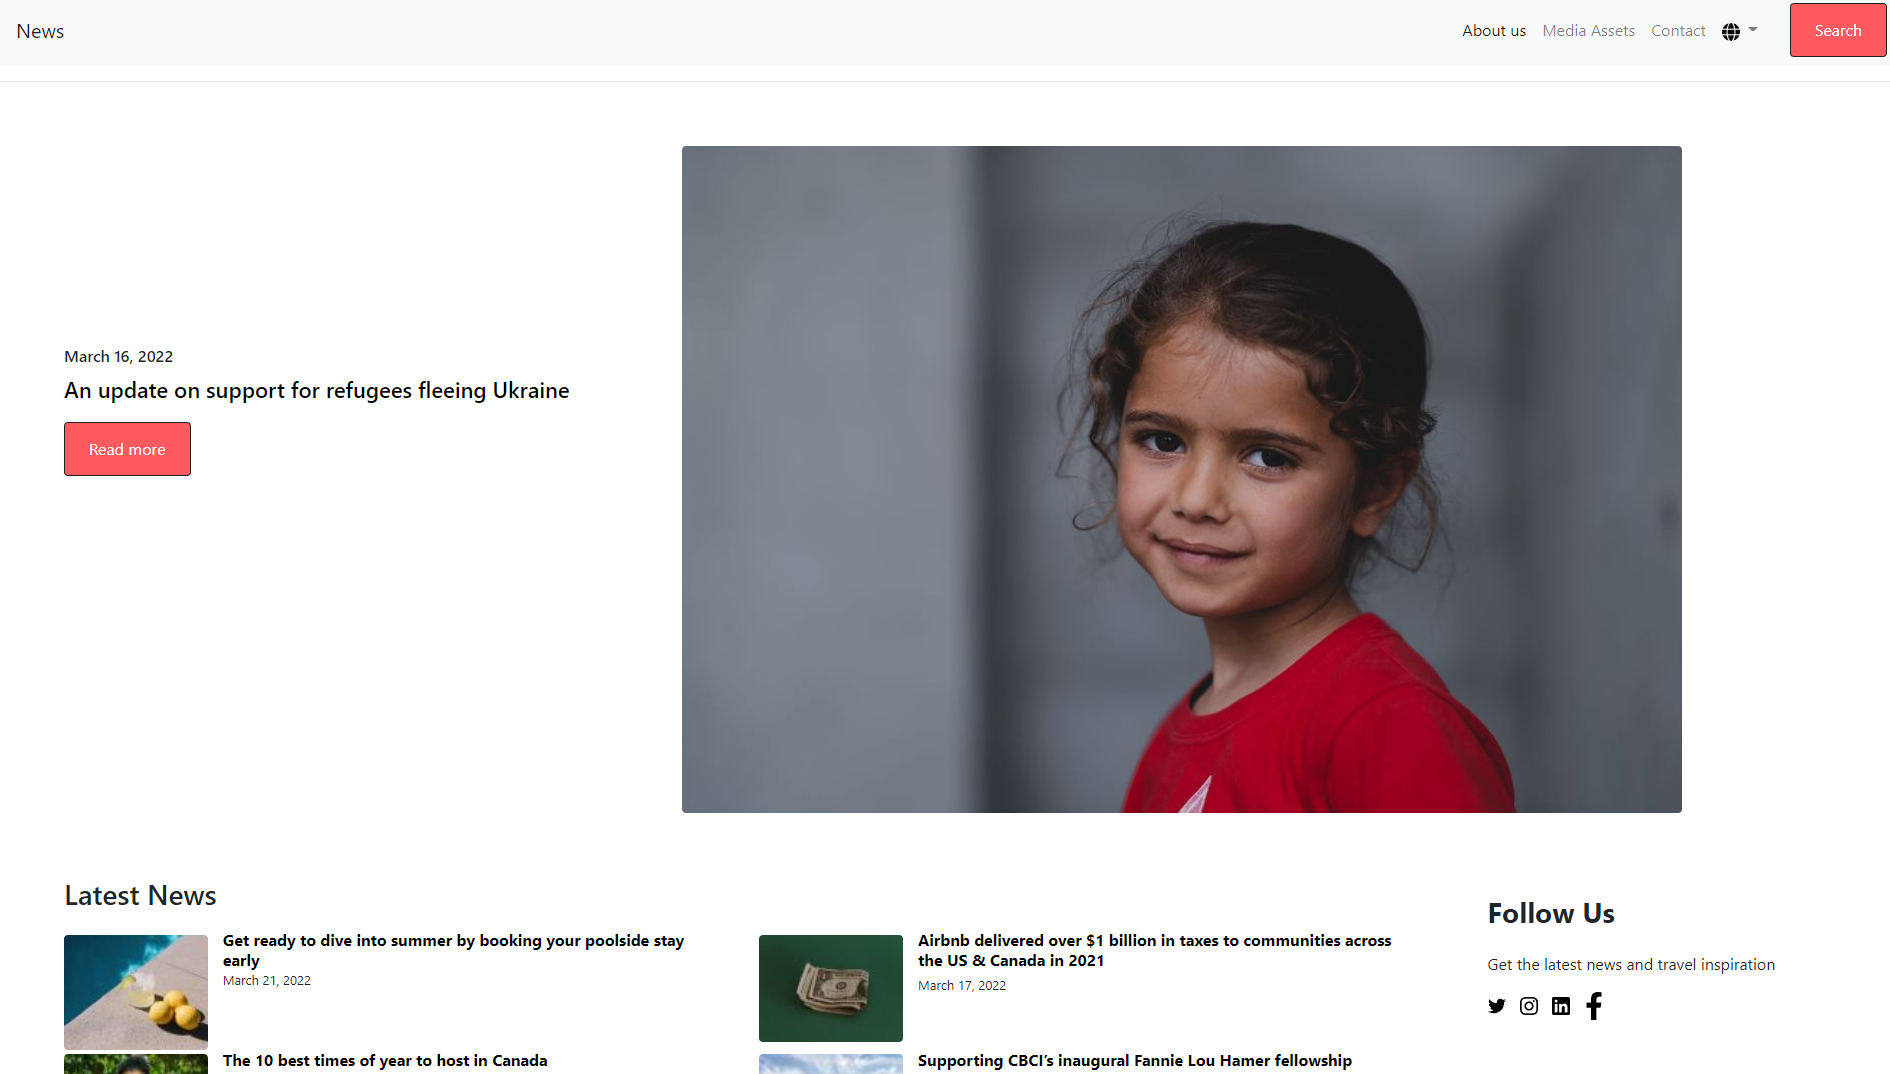 News
About us
Media Assets
Contact
Search
March 16, 2022
An update on support for refugees fleeing Ukraine
Read more
Latest News
Get ready to dive into summer by booking your poolside stay
early
March 21, 2022
The 10 best times of year to host in Canada
Airbnb delivered over $1 billion in taxes to communities across
the US & Canada in 2021
March 17, 2022
Supporting CBCI’s inaugural Fannie Lou Hamer fellowship
Follow Us
Get the latest news and travel inspiration